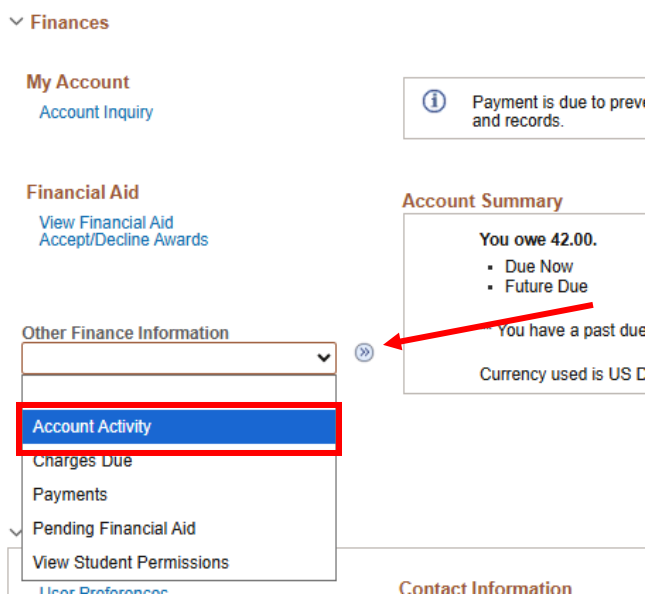 Finances
My Account
Account Inquiry
Payment is due to preve
and records.
Financial Aid
View Financial Aid
Accept/Decline Awards
Account Summary
You owe 42.00.
Due Now
Future Due
You have a past due
Currency used is US D
Other Finance Information
Account Activity
Charges Due
Payments
Pending Financial Aid
View Student Permissions
User Preferences
Contact Information